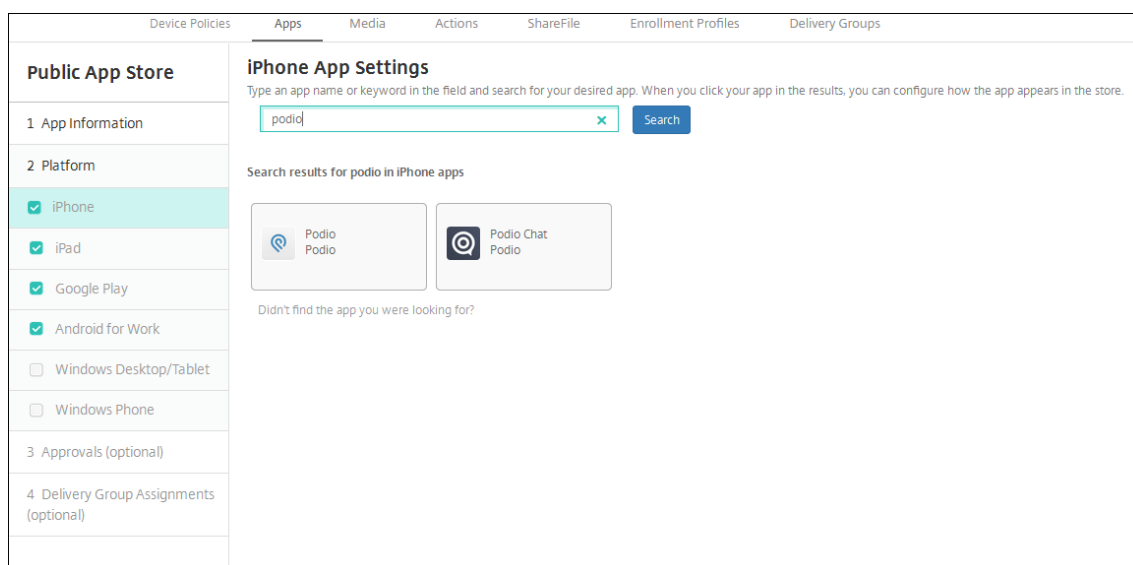 Device Policies Apps Media Actions ShareFile Enrollment Profiles Delivery Groups
Public App Store
1 App Information
2 Platform
iPhone
iPad
Google Play
Android for Work
Windows Desktop/Tablet
Windows Phone
3 Approvals (optional)
4 Delivery Group Assignments
(optional)
iPhone App Settings
Type an app name or keyword in the field and search for your desired app. When you click your app in the results, you can configure how the app appears in the store.
podio
Search
Search results for podio in iPhone apps
Podio
Podio
Podio Chat
Podio
Didn't find the app you were looking for?